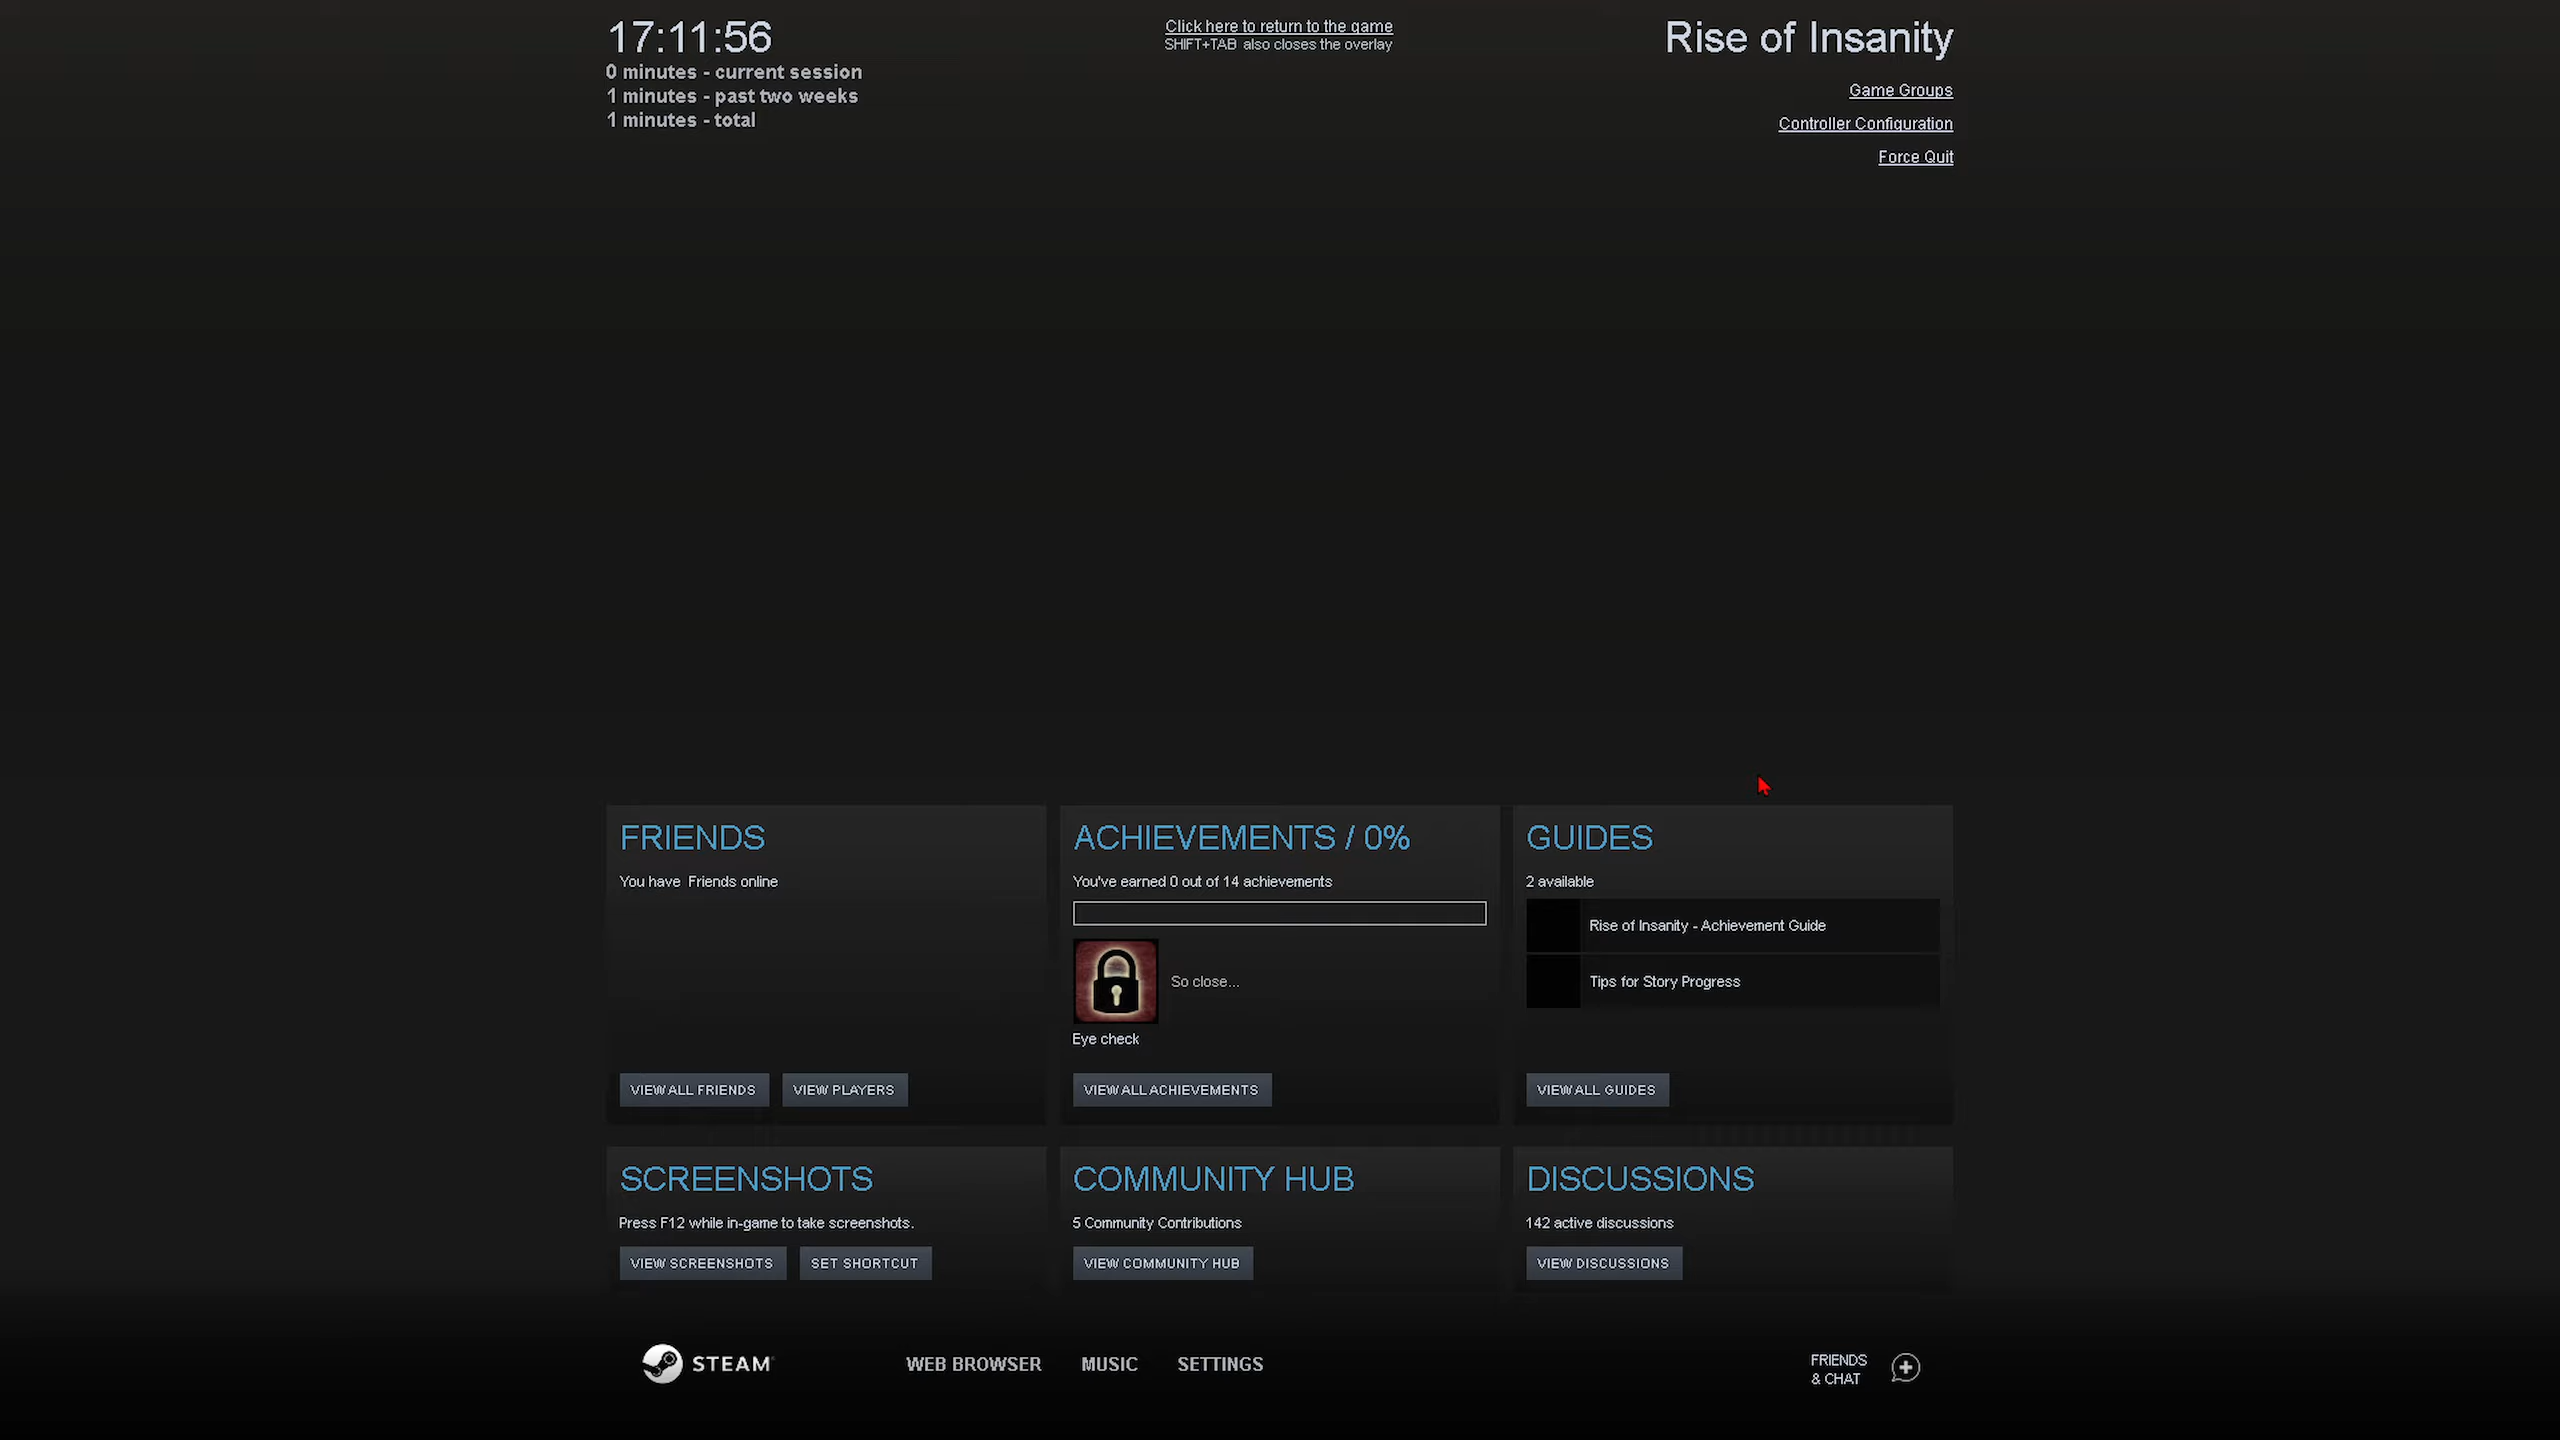 17:11:56
0 minutes - current session
1 minutes - past two weeks
1 minutes - total
Click here to return to the game
SHIFT+TAB also closes the overlay
Rise of Insanity
Game Groups
Controller Configuration
Force Quit
FRIENDS
You have Friends online
VIEW ALL FRIENDS
VIEW PLAYERS
ACHIEVEMENTS / 0%
You've earned 0 out of 14 achievements
So close...
Eye check
VIEW ALL ACHIEVEMENTS
GUIDES
2 available
Rise of Insanity - Achievement Guide
Tips for Story Progress
VIEW ALL GUIDES
SCREENSHOTS
Press F12 while in-game to take screenshots.
VIEW SCREENSHOTS
SET SHORTCUT
COMMUNITY HUB
5 Community Contributions
VIEW COMMUNITY HUB
DISCUSSIONS
142 active discussions
VIEW DISCUSSIONS
STEAM
WEB BROWSER
MUSIC
SETTINGS
FRIENDS
& CHAT